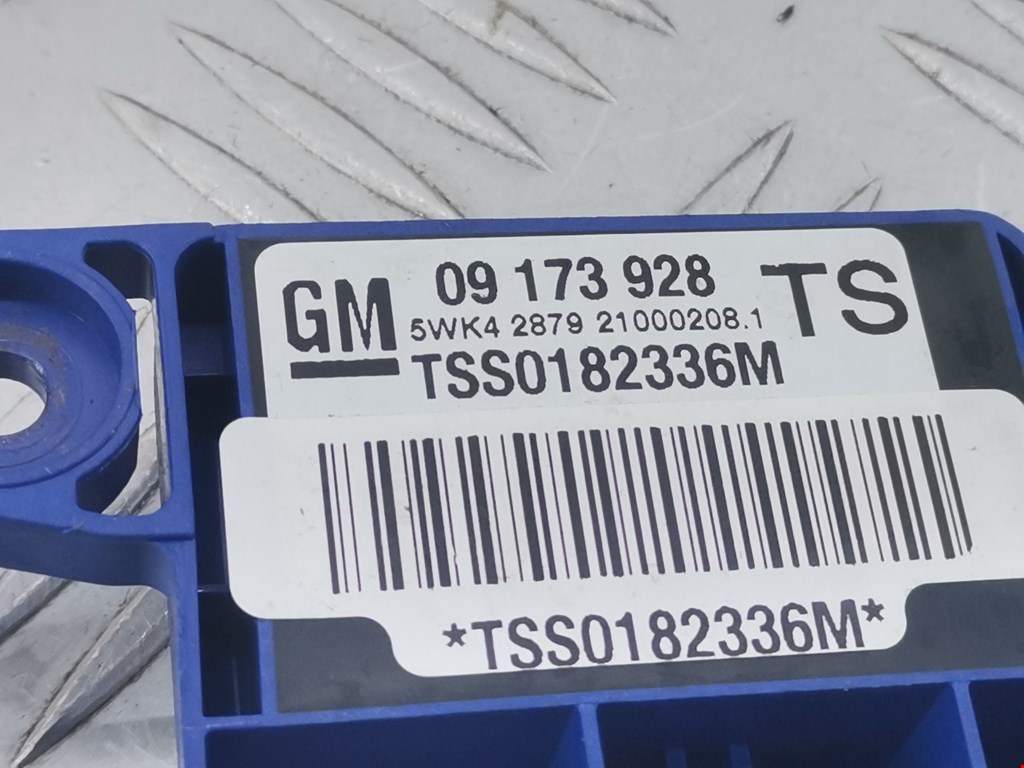 GM 09 173 928 TS
5WK4 2879 21000208.1
TSS0182336M
*TSS0182336M*